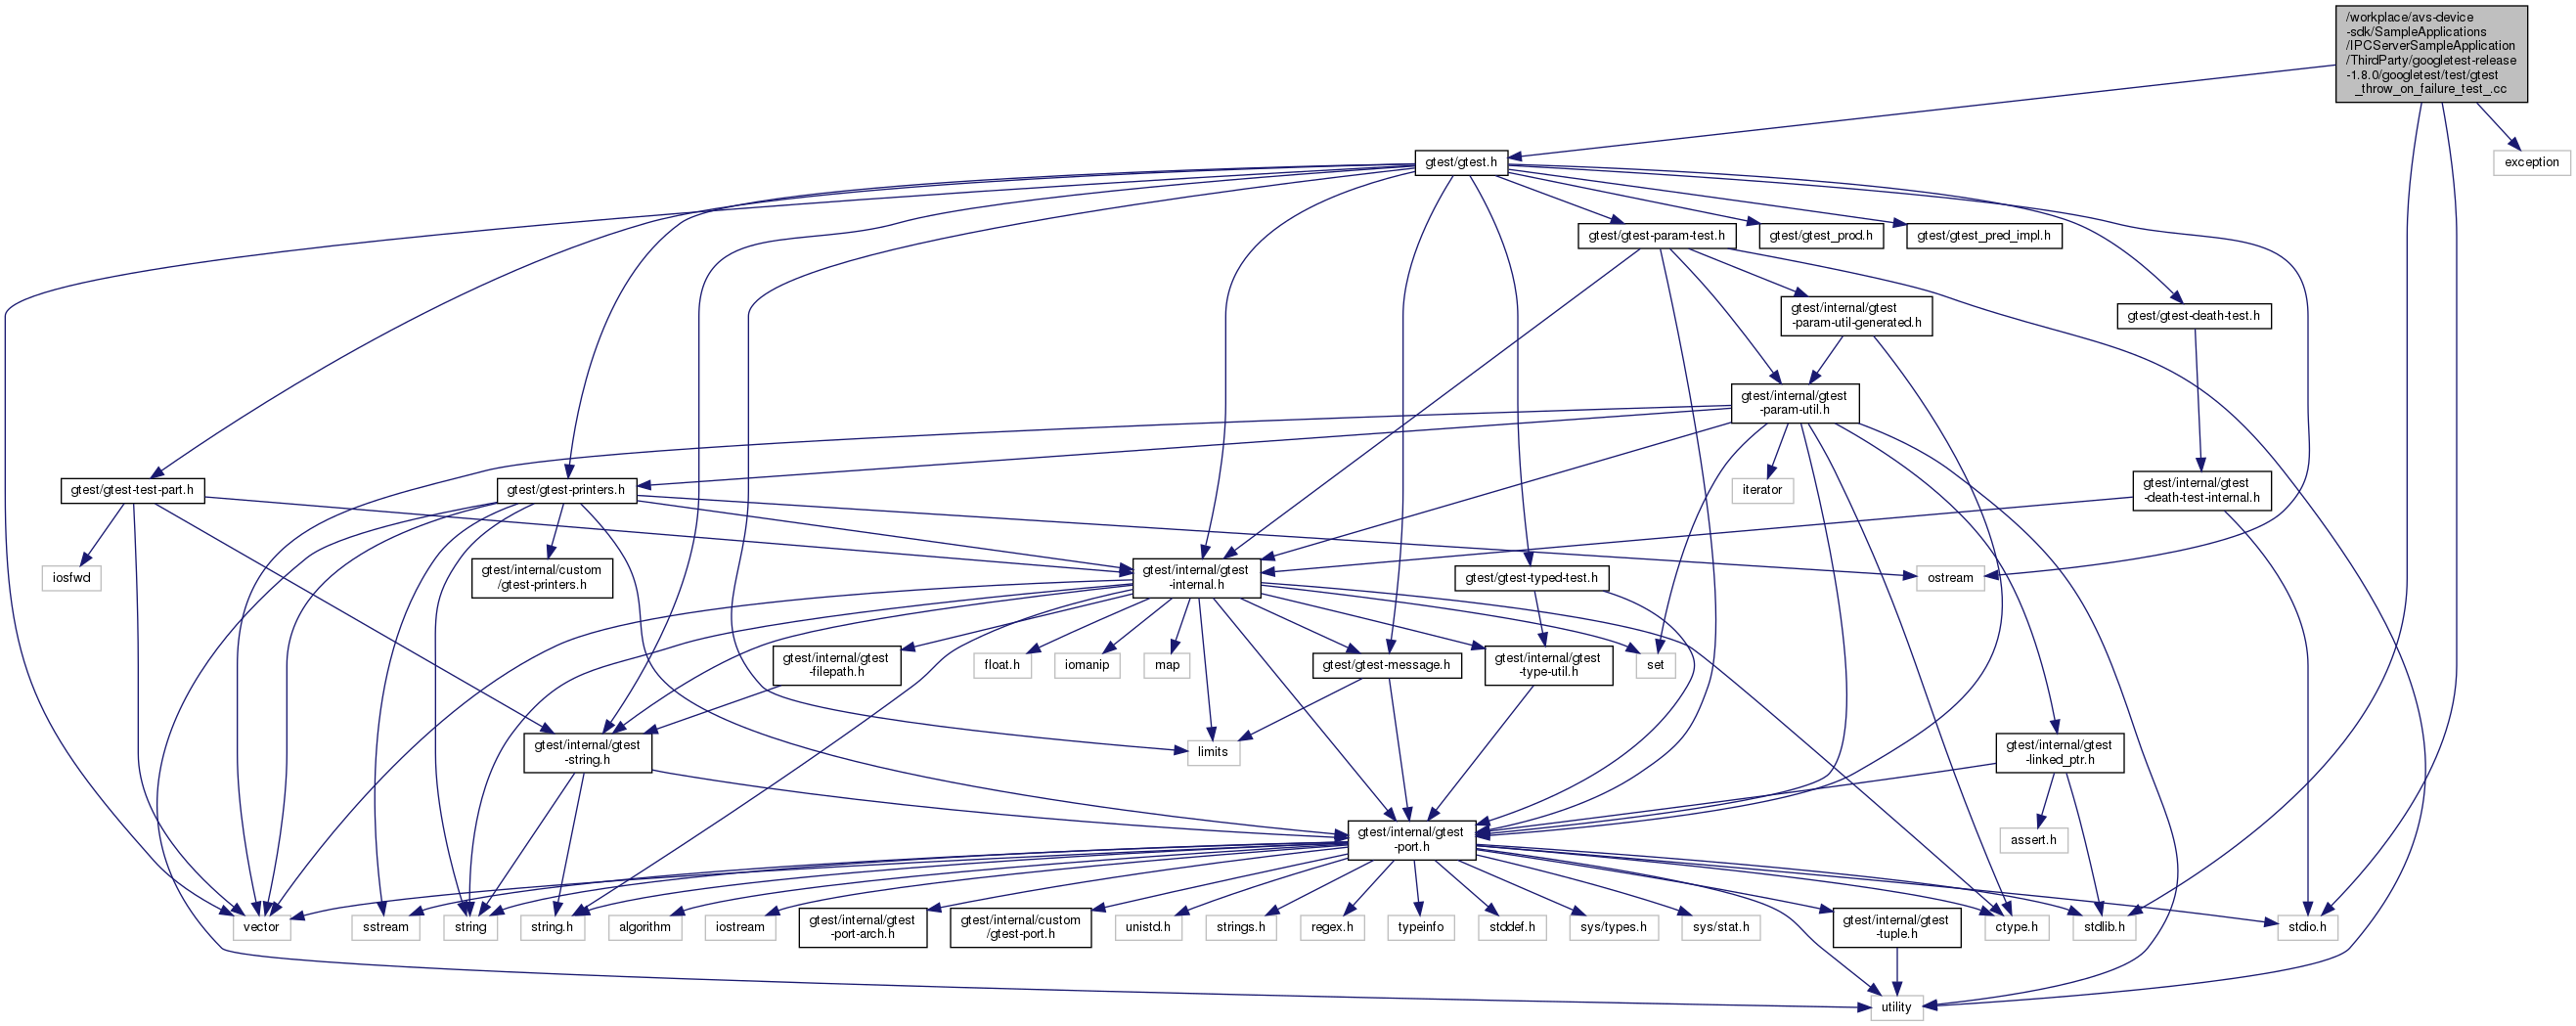 /workplace/avs-device
-sdk/SampleApplications
/IPCServerSampleApplication
/ThirdParty/googletest-release
-1.8.0/googletest/test/gtest
_throw_on_failure_test_.cc
gtest/gtest.h
exception
gtest/gtest-param-test.h
gtest/gtest_prod.h
gtest/gtest_pred_impl.h
gtest/internal/gtest
-param-util-generated.h
gtest/gtest-death-test.h
gtest/internal/gtest
-param-util.h
gtest/gtest-test-part.h
gtest/gtest-printers.h
iterator
gtest/internal/gtest
-death-test-internal.h
iosfwd
gtest/internal/custom
/gtest-printers.h
gtest/internal/gtest
-internal.h
gtest/gtest-typed-test.h
ostream
gtest/internal/gtest
-filepath.h
float.h
iomanip
map
gtest/gtest-message.h
gtest/internal/gtest
-type-util.h
set
gtest/internal/gtest
-string.h
limits
gtest/internal/gtest
-linked_ptr.h
gtest/internal/gtest
-port.h
assert.h
vector
sstream
string
string.h
algorithm
iostream
gtest/internal/gtest
-port-arch.h
gtest/internal/custom
/gtest-port.h
unistd.h
strings.h
regex.h
typeinfo
stddef.h
sys/types.h
sys/stat.h
gtest/internal/gtest
-tuple.h
ctype.h
stdlib.h
stdio.h
utility